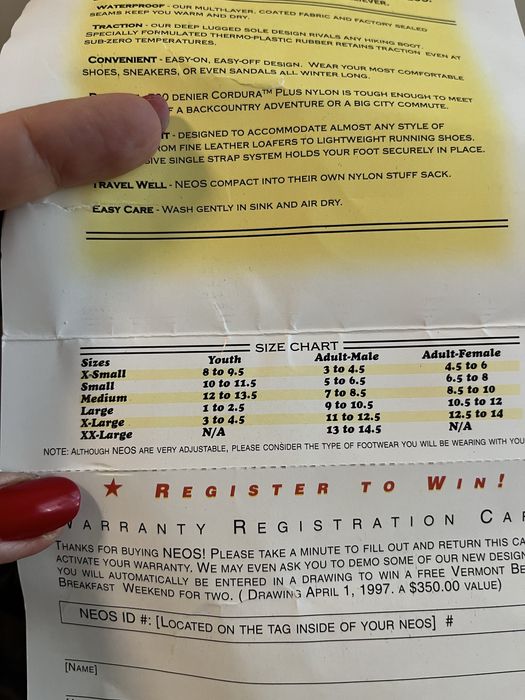 EVER.
WATERPROOF - OUR MULTI-LAYER, COATED FABRIC AND FACTORY SEALED
SEAMS KEEP YOU WARM AND DRY.
TRACTION - OUR DEEP LUGGED SOLE DESIGN RIVALS ANY HIKING BOOT.
SPECIALLY FORMULATED THERMO-PLASTIC RUBBER RETAINS TRACTION EVEN AT
SUB-ZERO TEMPERATURES.
CONVENIENT - EASY-ON, EASY-OFF DESIGN. WEAR YOUR MOST COMFORTABLE
SHOES, SNEAKERS, OR EVEN SANDALS ALL WINTER LONG.
DENIER CORDURA™ PLUS NYLON IS TOUGH ENOUGH TO MEET
A BACKCOUNTRY ADVENTURE OR A BIG CITY COMMUTE.
- DESIGNED TO ACCOMMODATE ALMOST ANY STYLE OF
FINE LEATHER LOAFERS TO LIGHTWEIGHT RUNNING SHOES.
SINGLE STRAP SYSTEM HOLDS YOUR FOOT SECURELY IN PLACE.
TRAVEL WELL - NEOS COMPACT INTO THEIR OWN NYLON STUFF SACK.
EASY CARE - WASH GENTLY IN SINK AND AIR DRY.
SIZE CHART
Sizes Youth Adult-Male Adult-Female
X-Small 8 to 9.5 3 to 4.5 4.5 to 6
Small 10 to 11.5 5 to 6.5 6.5 to 8
Medium 12 to 13.5 7 to 8.5 8.5 to 10
Large 1 to 2.5 9 to 10.5 10.5 to 12
X-Large 3 to 4.5 11 to 12.5 12.5 to 14
XX-Large N/A 13 to 14.5 N/A
NOTE: ALTHOUGH NEOS ARE VERY ADJUSTABLE, PLEASE CONSIDER THE TYPE OF FOOTWEAR YOU WILL BE WEARING WITH YOU
★ REGISTER TO WIN!
WARRANTY REGISTRATION CA
THANKS FOR BUYING NEOS! PLEASE TAKE A MINUTE TO FILL OUT AND RETURN THIS CA
ACTIVATE YOUR WARRANTY. WE MAY EVEN ASK YOU TO DEMO SOME OF OUR NEW DESIGN
YOU WILL AUTOMATICALLY BE ENTERED IN A DRAWING TO WIN A FREE VERMONT BE
BREAKFAST WEEKEND FOR TWO. ( DRAWING APRIL 1, 1997. A $350.00 VALUE)
NEOS ID #: [LOCATED ON THE TAG INSIDE OF YOUR NEOS] #
[NAME]